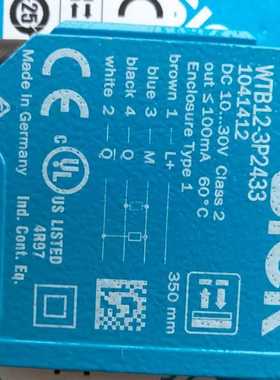 25
SICK
WTB12-3P2433
1041412
DC 10...30V Class 2
out ≤ 100mA 60°C
Enclosure Type 1
brown 1 L+
blue 3 M
black 4 Q
white 2 Q̅
350 mm
C UL US LISTED
4R97
Ind. Cont. Eq.
CE
Made in Germany